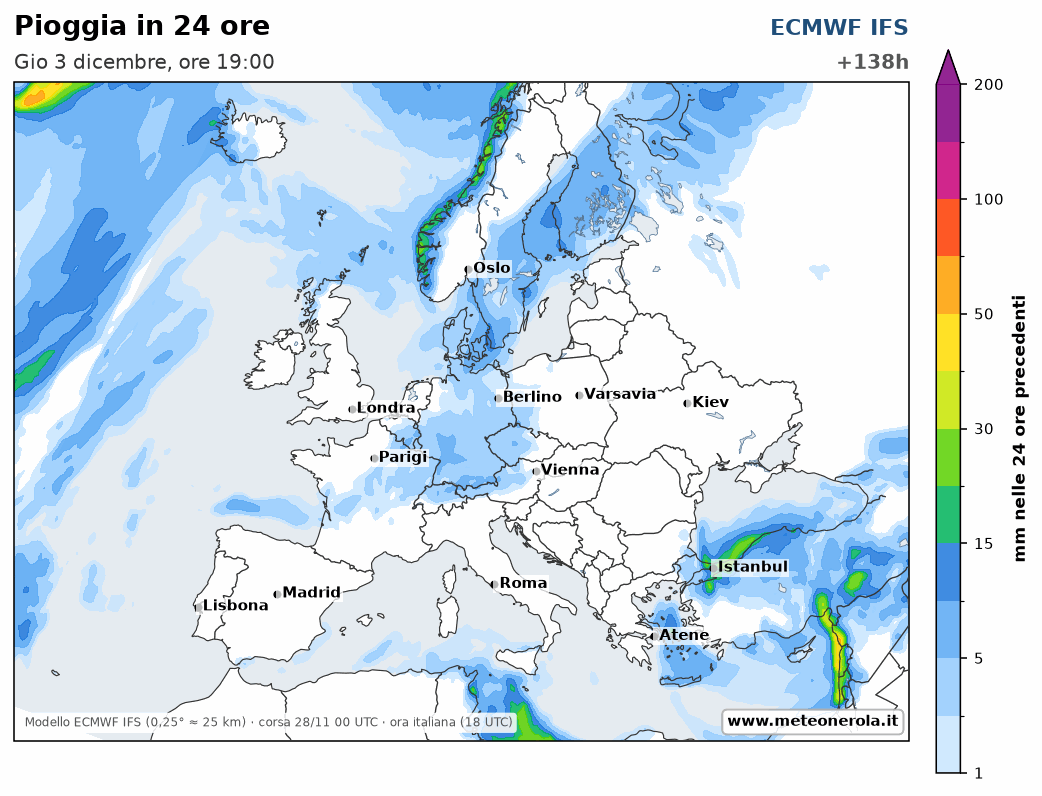 Pioggia in 24 ore
ECMWF IFS
Gio 3 dicembre, ore 19:00
+138h
200
100
50
30
15
5
1
mm nelle 24 ore precedenti
Oslo
Londra
Berlino
Varsavia
Kiev
Parigi
Vienna
Istanbul
Roma
Madrid
Lisbona
Atene
Modello ECMWF IFS (0,25° ≈ 25 km) · corsa 28/11 00 UTC · ora italiana (18 UTC)
www.meteonerola.it